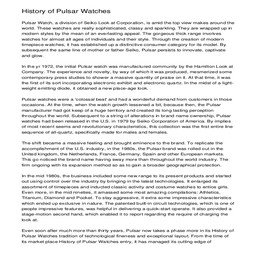 History of Pulsar Watches
Pulsar Watch, a division of Seiko Look at Corporation, is amid the top view makes around the
world. These watches are really sophisticated, classy and sparkling. They are wrapped up in
modern styles by the mean of an everlasting appeal. The gorgeous thick range involves
watches for almost all ages of individuals and their style. Through the creation of modern
timepiece watches, it has established up a distinctive consumer category for its model. By
subsequent the same line of mother or father Seiko, Pulsar persists to innovate, captivate
and glow.
In the yr 1972, the initial Pulsar watch was manufactured community by the Hamilton Look at
Company. The experience and novelty, by way of which it was produced, mesmerized some
contemporary press studios to shower a massive quantity of praise on it. At that time, it was
the first of its sort incorporating electronic exhibit and electronic quartz. In the midst of a light-
weight emitting diode, it obtained a new place-age look.
Pulsar watches were a 'colossal beef' and had a wonderful demand from customers in those
occasions. At the time, when the watch growth lessened a bit, because then, the Pulsar
manufacturer had got keep of a huge territory and created its long lasting perception
throughout the world. Subsequent to a string of alterations in brand name ownership, Pulsar
watches had been released in the U.S. in 1979 by Seiko Corporation of America. By implies
of most recent seems and revolutionary characteristics, this collection was the first entire line
sequence of all-quartz, specifically made for males and females.
The shift became a massive feeling and brought eminence to the brand. To replicate the
accomplishment of the U.S. industry, in the 1980s, the Pulsar brand was rolled out in the
United kingdom, the Netherlands, France, Germany, Spain and other European markets.
This go noticed the brand name having easy more than throughout the world industry. The
firm ongoing with its expansion method so as to gain a broader geographical protection.
In the mid 1980s, the business included some new range to its present products and started
out using control over the industry by bringing in the latest technologies. It enlarged its
assortment of timepieces and inducted classic activity and costume watches to entice girls.
Even more, in the mid nineties, it amassed some most amazing compilations: Athletics,
Titanium, Diamond and Pocket. To stay aggressive, it extra some impressive characteristics
which ended up exclusive in nature. The patented built-in circuit technologies, which is one of
people impressive features, was helpful in delivering a quick-start operate. It also provided a
stage-motion second hand, which enabled it to report regarding the require of charging the
look at.
Even soon after much more than thirty years, Pulsar now takes a phase more in its History of
Pulsar Watches tradition of technological fineness and exceptional layout. From the time of
its market place History of Pulsar Watches entry, it has managed its cutting edge of